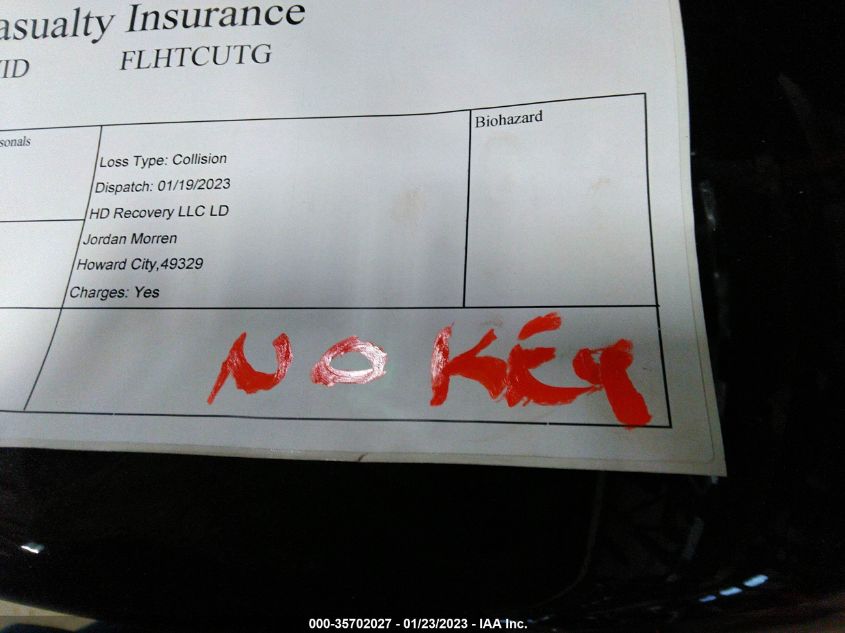 asualty Insurance
ID FLHTCUTG
sonals
Loss Type: Collision
Dispatch: 01/19/2023
HD Recovery LLC LD
Jordan Morren
Howard City,49329
Charges: Yes
Biohazard
NO KEY
000-35702027 - 01/23/2023 - IAA Inc.